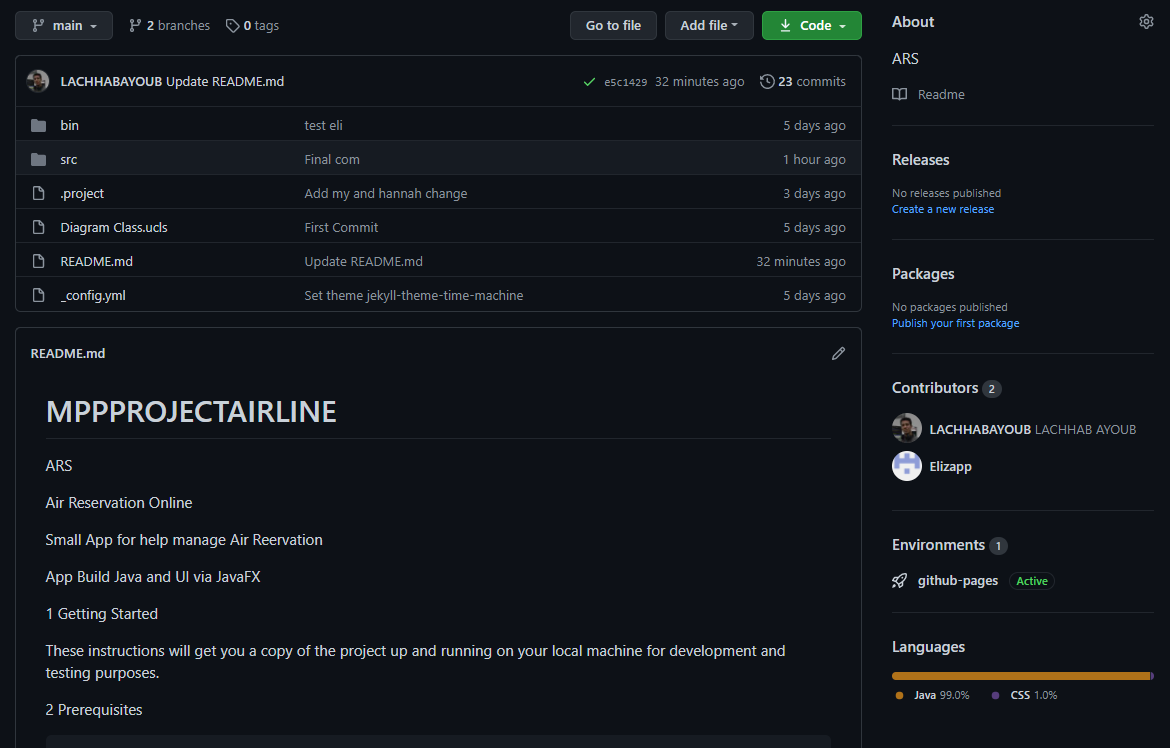 main
2 branches
0 tags
Go to file
Add file
Code
LACHHABAYOUB Update README.md
e5c1429 32 minutes ago
23 commits
bin test eli 5 days ago
src Final com 1 hour ago
.project Add my and hannah change 3 days ago
Diagram Class.ucls First Commit 5 days ago
README.md Update README.md 32 minutes ago
_config.yml Set theme jekyll-theme-time-machine 5 days ago
README.md
MPPPROJECTAIRLINE
ARS
Air Reservation Online
Small App for help manage Air Reervation
App Build Java and UI via JavaFX
1 Getting Started
These instructions will get you a copy of the project up and running on your local machine for development and
testing purposes.
2 Prerequisites
About
ARS
Readme
Releases
No releases published
Create a new release
Packages
No packages published
Publish your first package
Contributors 2
LACHHABAYOUB LACHHAB AYOUB
Elizapp
Environments 1
github-pages Active
Languages
Java 99.0% CSS 1.0%